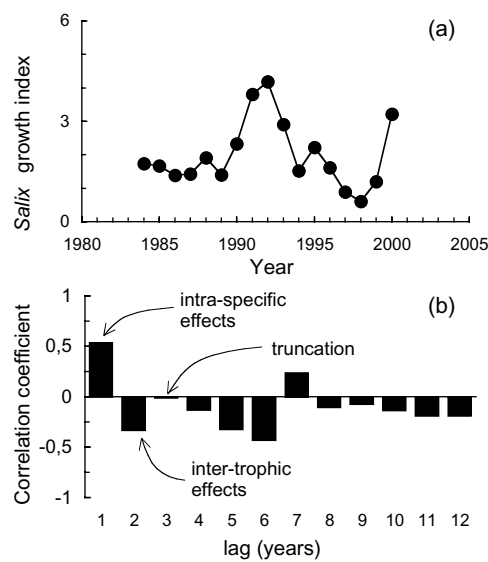 (a)
6
3
0
Salix growth index
1980 1985 1990 1995 2000 2005
Year
(b)
1
0,5
0
-0,5
-1
Correlation coefficient
intra-specific
effects
truncation
inter-trophic
effects
1 2 3 4 5 6 7 8 9 10 11 12
lag (years)